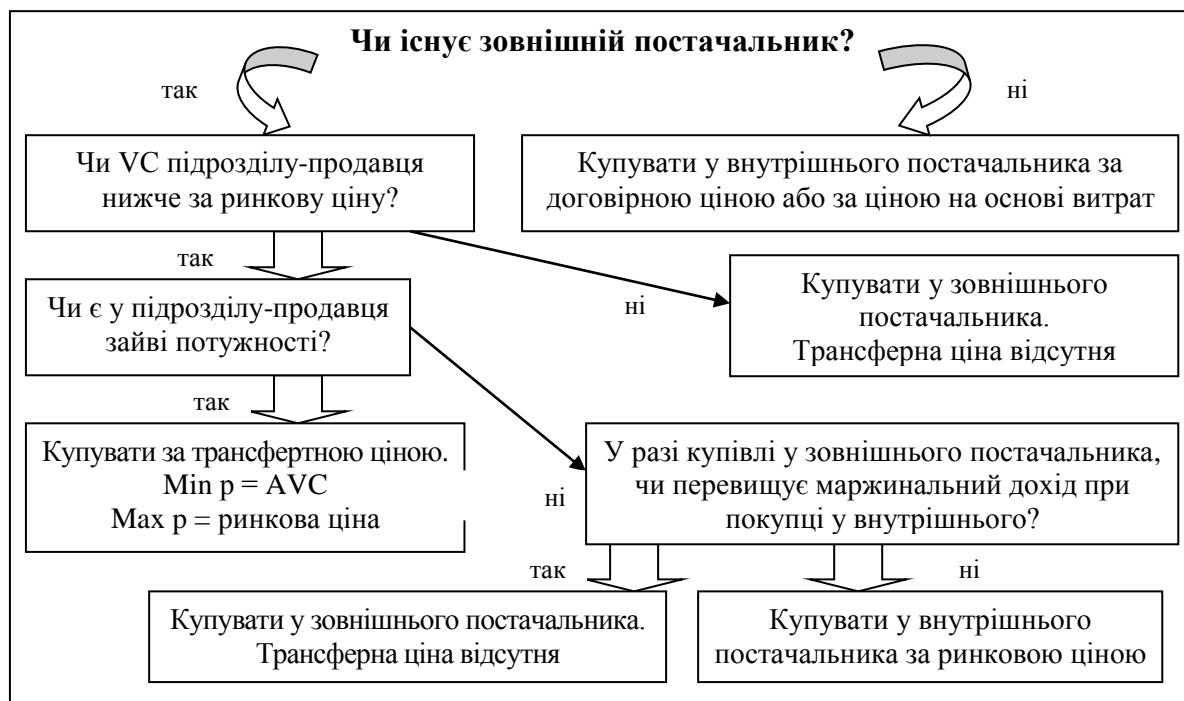 Чи існує зовнішній постачальник?
так
ні
Чи VC підрозділу-продавця
нижче за ринкову ціну?
Купувати у внутрішнього постачальника за
договірною ціною або за ціною на основі витрат
так
ні
Чи є у підрозділу-продавця
зайві потужності?
Купувати у зовнішнього
постачальника.
Трансферна ціна відсутня
так
ні
Купувати за трансфертною ціною.
Min p = AVC
Max p = ринкова ціна
У разі купівлі у зовнішнього постачальника,
чи перевищує маржинальний дохід при
покупці у внутрішнього?
так
ні
Купувати у зовнішнього постачальника.
Трансферна ціна відсутня
Купувати у внутрішнього
постачальника за ринковою ціною